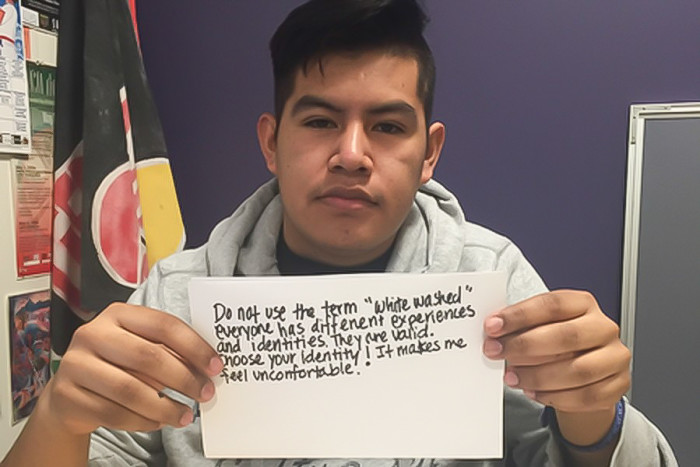 Do not use the term "white washed"
everyone has different experiences
and identities. They are valid.
Choose your identity! It makes me
feel unconfortable!